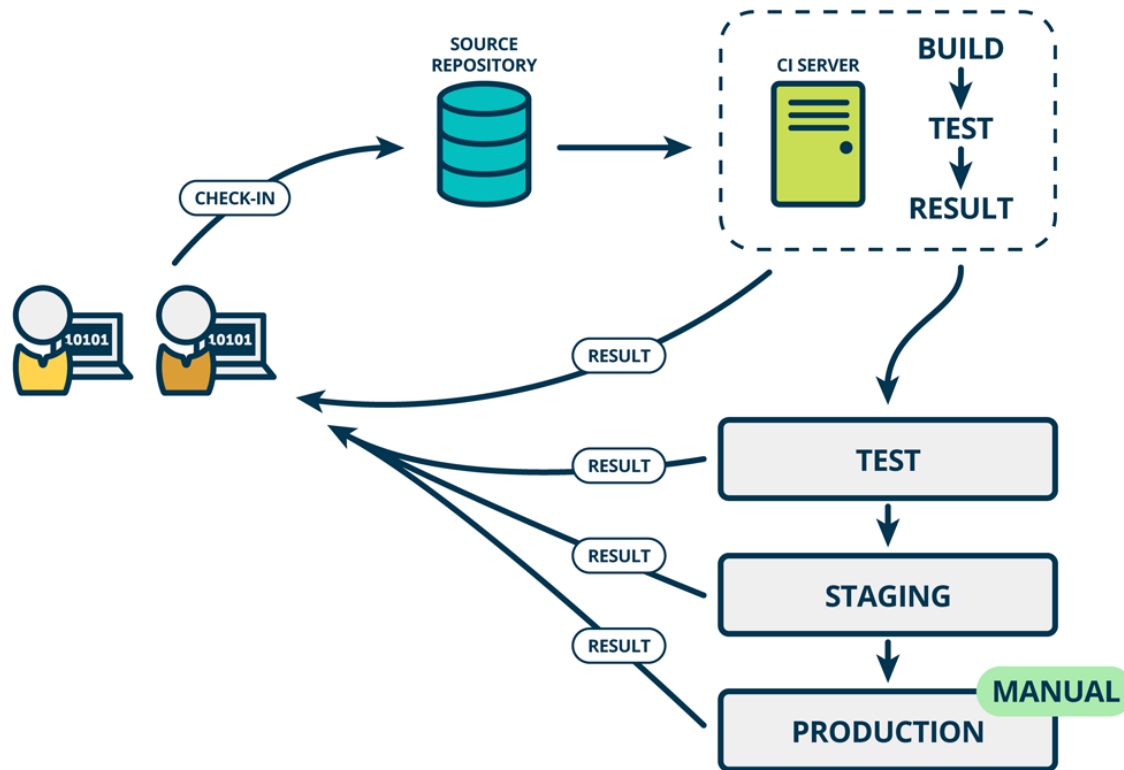 SOURCE
REPOSITORY
CI SERVER
BUILD
TEST
RESULT
CHECK-IN
10101
10101
RESULT
RESULT
TEST
RESULT
STAGING
RESULT
MANUAL
PRODUCTION